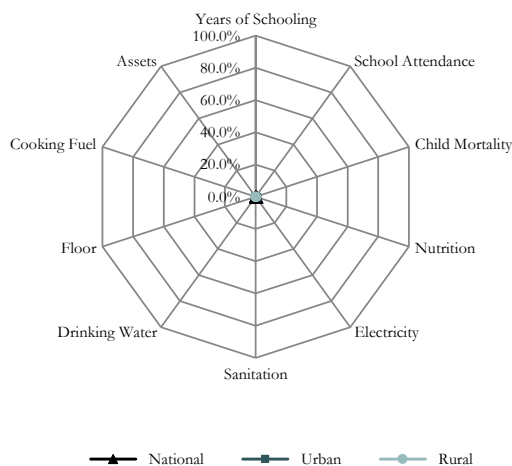 Years of Schooling
100.0%
Assets
School Attendance
80.0%
60.0%
Cooking Fuel
40.0%
Child Mortality
20.0%
0.0%
Floor
Nutrition
Drinking Water
Electricity
Sanitation
National Urban Rural